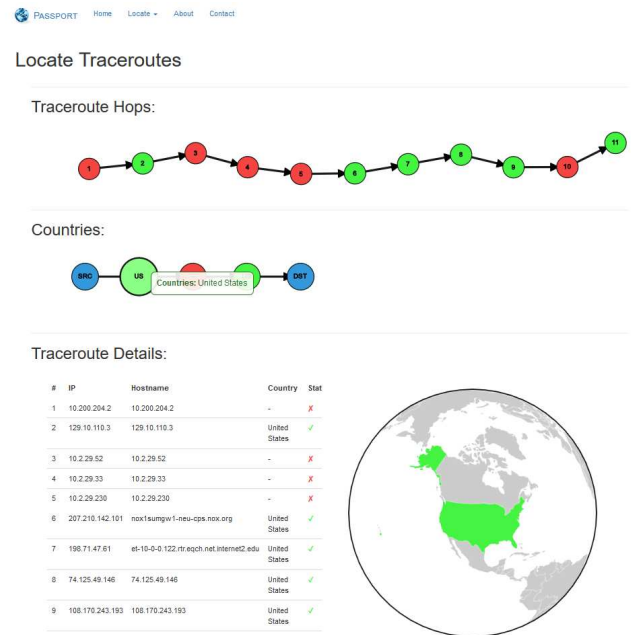 PASSPORT Home Locate About Contact
Locate Traceroutes
Traceroute Hops:
1 2 3 4 5 6 7 8 9 10 11
Countries:
SRC US DST
Countries: United States
Traceroute Details:
# IP Hostname Country Stat
1 10.200.204.2 10.200.204.2 - ✗
2 129.10.110.3 129.10.110.3 United States ✓
3 10.2.29.52 10.2.29.52 - ✗
4 10.2.29.33 10.2.29.33 - ✗
5 10.2.29.230 10.2.29.230 - ✗
6 207.210.142.101 nox1sumgw1-neu-cps.nox.org United States ✓
7 198.71.47.61 et-10-0-0.122.rtr.eqch.net.internet2.edu United States ✓
8 74.125.49.146 74.125.49.146 United States ✓
9 108.170.243.193 108.170.243.193 United States ✓